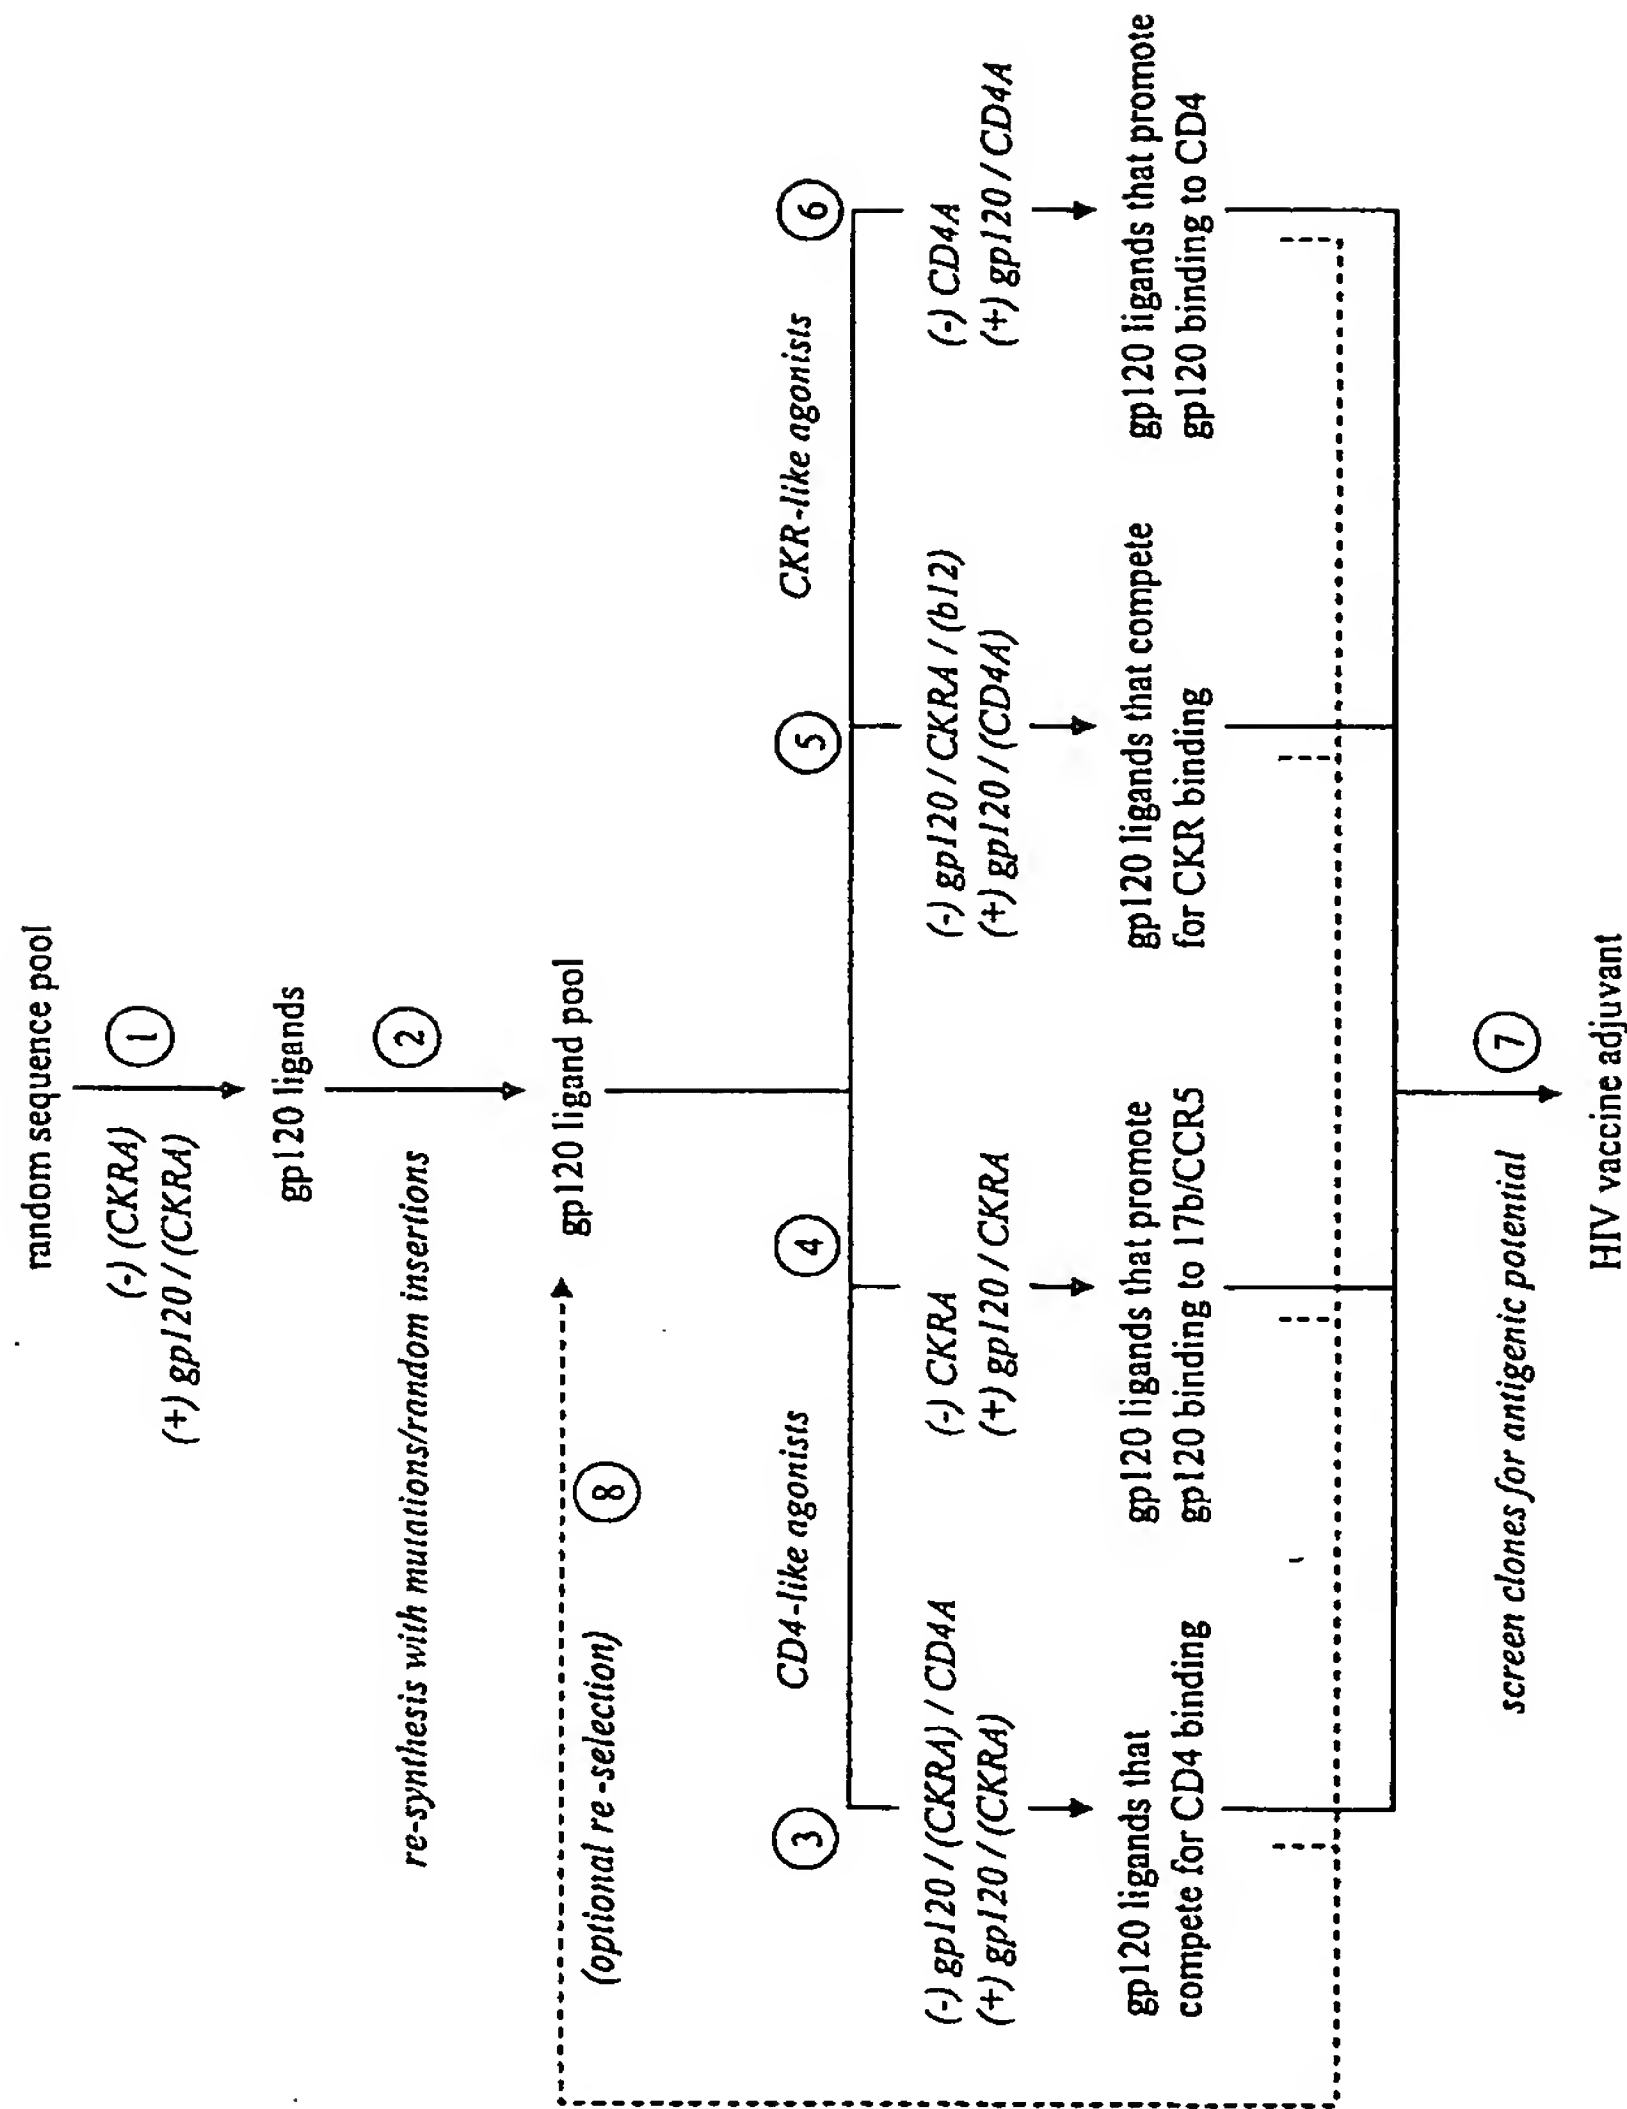 random sequence pool
(-) (CKRA)
(+) gp120 / (CKRA)
1
gp120 ligands
re-synthesis with mutations/random insertions
2
gp120 ligand pool
(optional re-selection)
8
CD4-like agonists
CKR-like agonists
3
(-) gp120 / (CKRA) / CD4A
(+) gp120 / (CKRA)
gp120 ligands that
compete for CD4 binding
4
(-) CKRA
(+) gp120 / CKRA
gp120 ligands that promote
gp120 binding to 17b/CCR5
5
(-) gp120 / CKRA / (b12)
(+) gp120 / (CD4A)
gp120 ligands that compete
for CKR binding
6
(-) CD4A
(+) gp120 / CD4A
gp120 ligands that promote
gp120 binding to CD4
screen clones for antigenic potential
7
HIV vaccine adjuvant